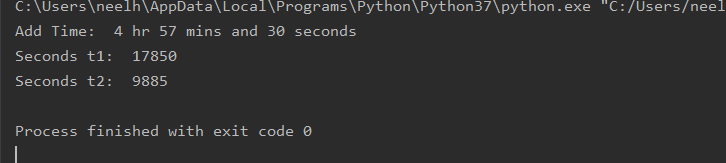 C:\Users\neelh\AppData\Local\Programs\Python\Python37\python.exe "C:/Users/neel
Add Time:  4 hr 57 mins and 30 seconds
Seconds t1:  17850
Seconds t2:  9885
Process finished with exit code 0